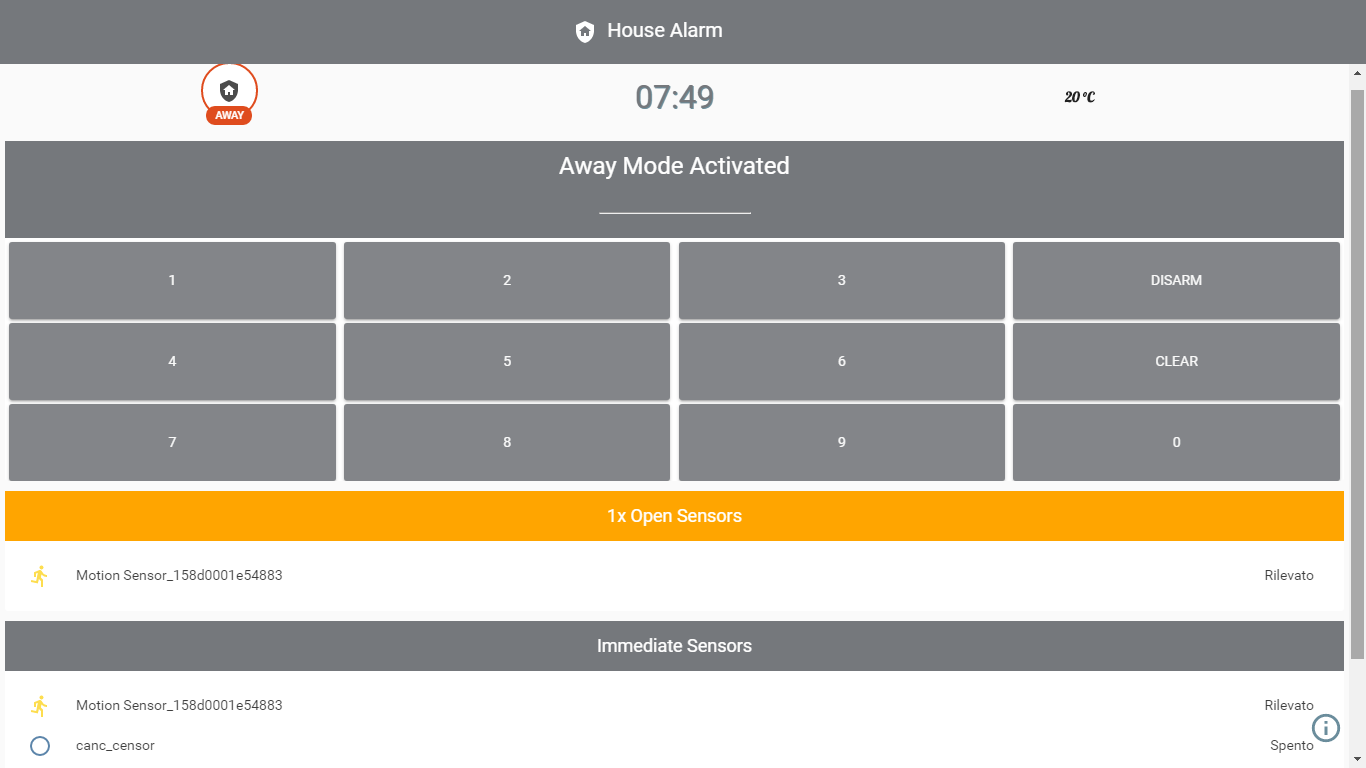 House Alarm
AWAY
07:49
20 °C
Away Mode Activated
1
2
3
DISARM
4
5
6
CLEAR
7
8
9
0
1x Open Sensors
Motion Sensor_158d0001e54883
Rilevato
Immediate Sensors
Motion Sensor_158d0001e54883
Rilevato
canc_censor
Spento